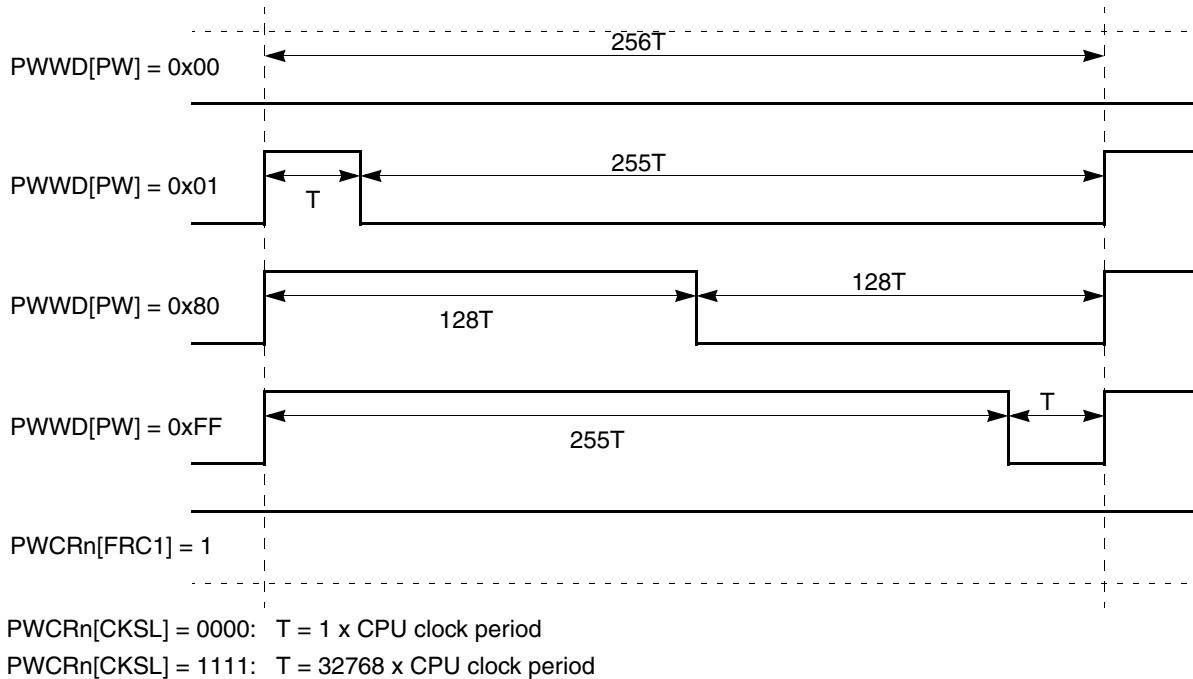 256T
PWWD[PW] = 0x00
255T
PWWD[PW] = 0x01
T
128T
PWWD[PW] = 0x80
128T
T
PWWD[PW] = 0xFF
255T
PWCRn[FRC1] = 1
PWCRn[CKSL] = 0000: T = 1 x CPU clock period
PWCRn[CKSL] = 1111: T = 32768 x CPU clock period